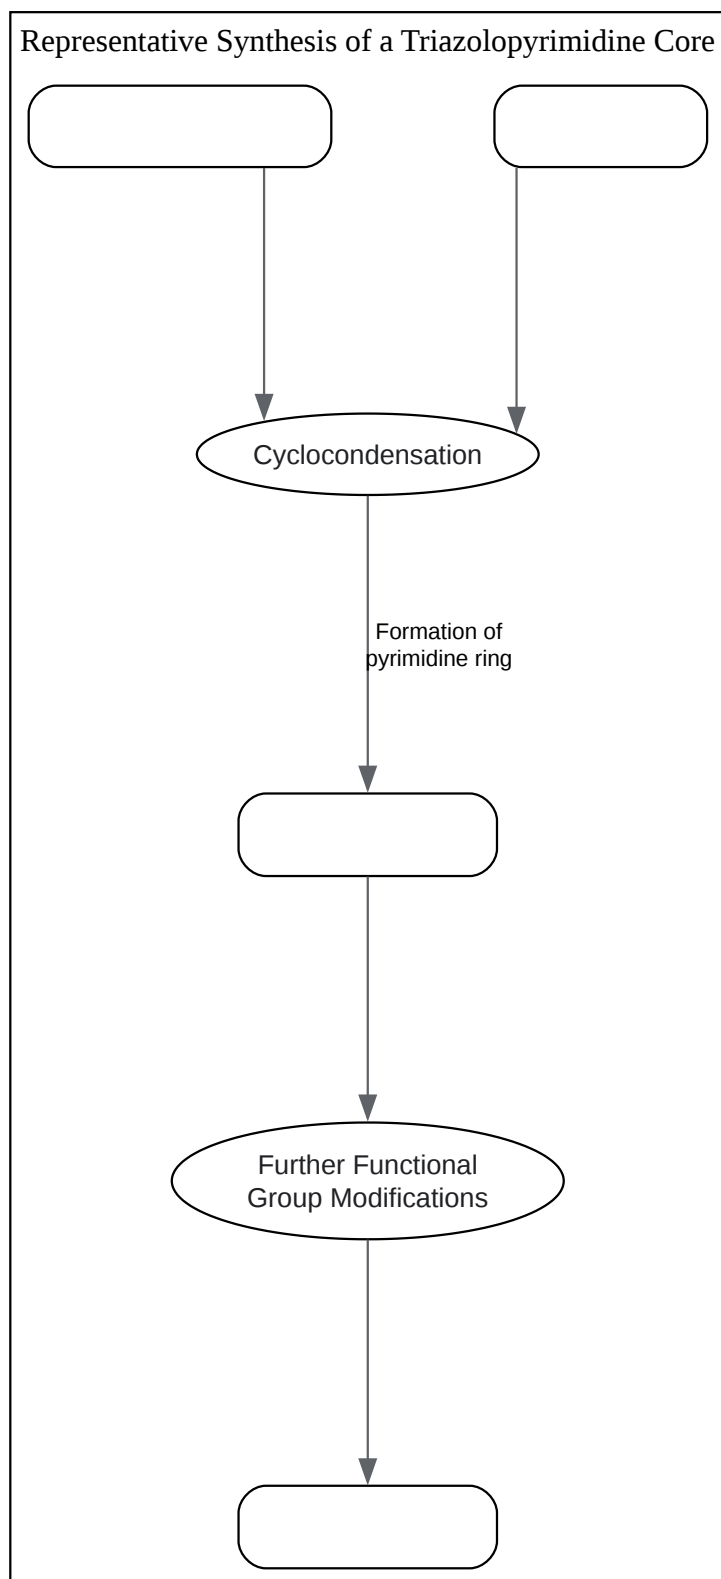 Representative Synthesis of a Triazolopyrimidine Core
Cyclocondensation
Formation of
pyrimidine ring
Further Functional
Group Modifications